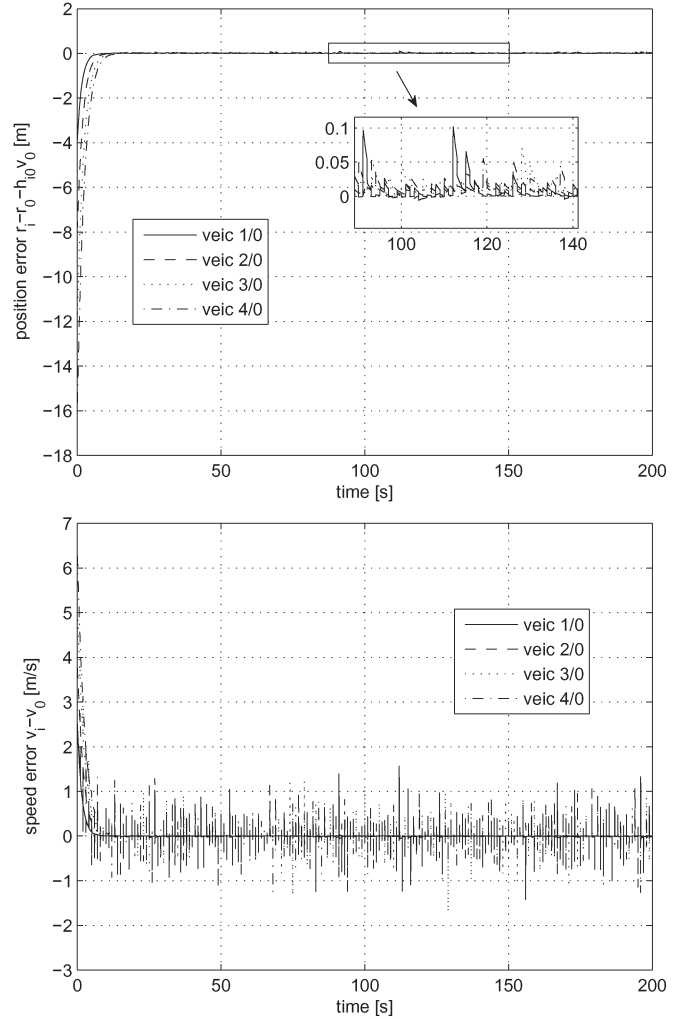 2
0
−2
−4
−6
−8
−10
−12
−14
−16
−18
position error r_i−r_0−h_{i0}v_0 [m]
0.1
0.05
0
100 120 140
veic 1/0
veic 2/0
veic 3/0
veic 4/0
0 50 100 150 200
time [s]
7
6
5
4
3
2
1
0
−1
−2
−3
speed error v_i−v_0 [m/s]
veic 1/0
veic 2/0
veic 3/0
veic 4/0
0 50 100 150 200
time [s]